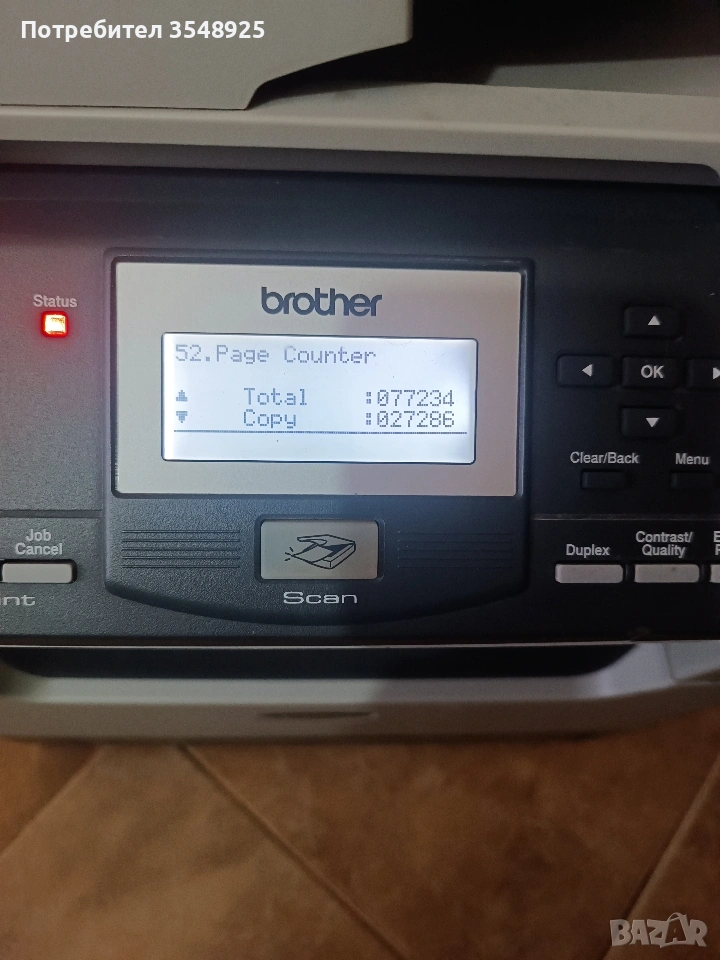 Потребител 3548925
Status
brother
52.Page Counter
Total :077234
Copy :027286
OK
Clear/Back
Menu
Job
Cancel
Duplex
Contrast/
Quality
Scan
BAZAR